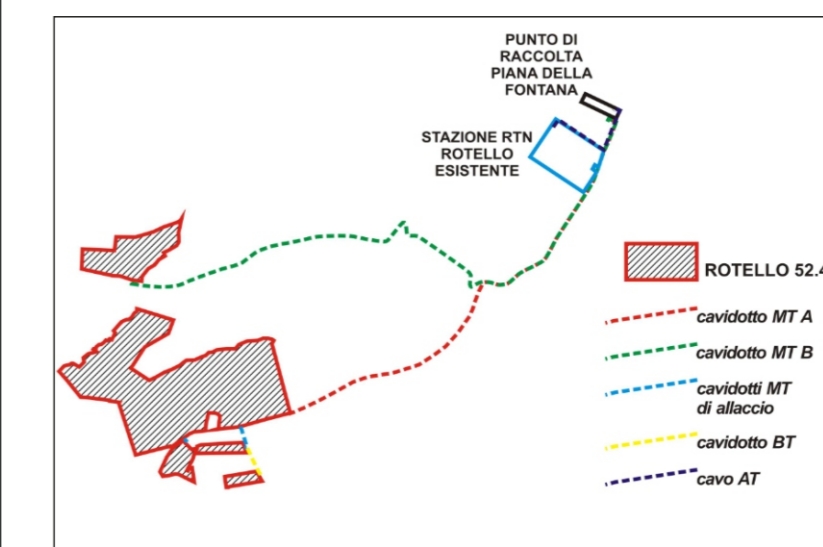 PUNTO DI
RACCOLTA
PIANA DELLA
FONTANA
STAZIONE RTN
ROTELLO
ESISTENTE
ROTELLO 52.4
cavidotto MT A
cavidotto MT B
cavidotti MT
di allaccio
cavidotto BT
cavo AT